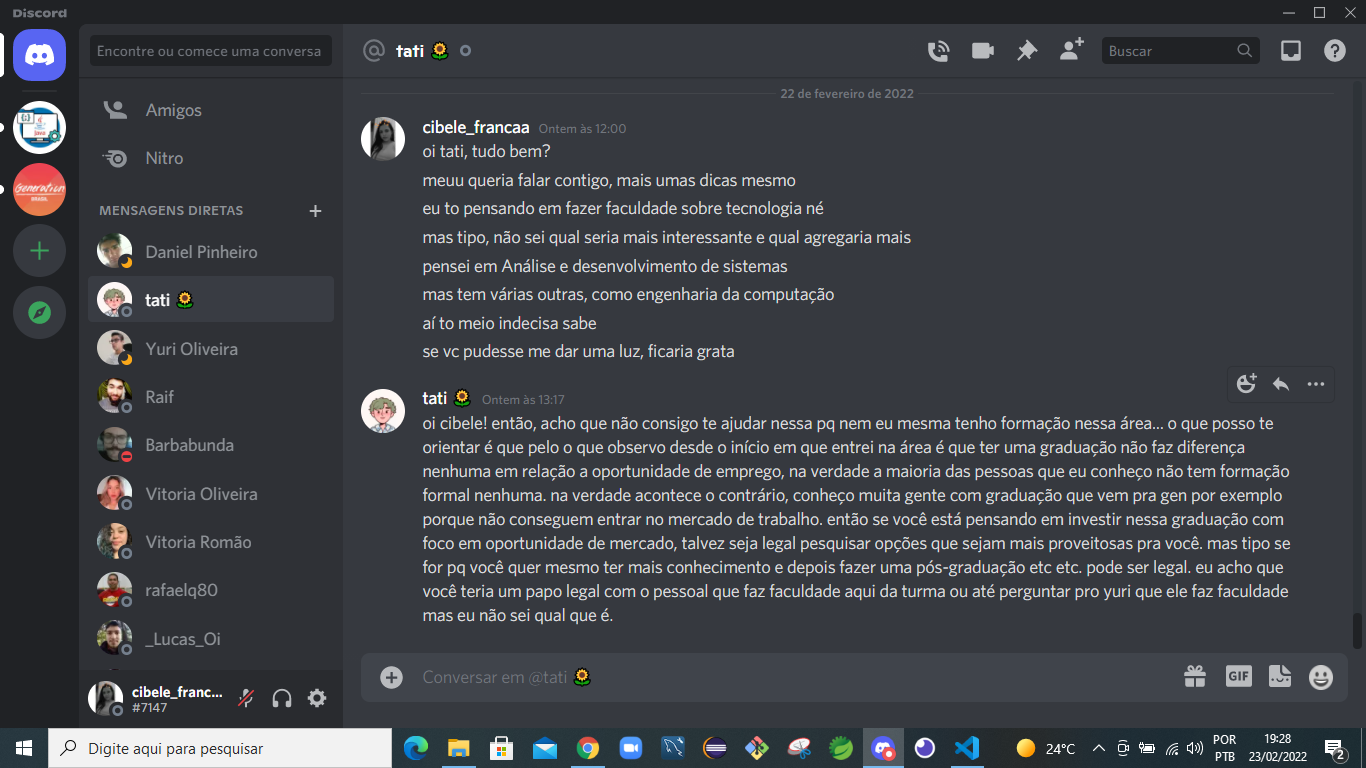 Discord
Encontre ou comece uma conversa
Amigos
Nitro
MENSAGENS DIRETAS
Daniel Pinheiro
tati 🌻
Yuri Oliveira
Raif
Barbabunda
Vitoria Oliveira
Vitoria Romão
rafaelq80
_Lucas_Oi
cibele_franc...
#7147
Generation
BRASIL
tati 🌻
Buscar
22 de fevereiro de 2022
cibele_francaa Ontem às 12:00
oi tati, tudo bem?
meuu queria falar contigo, mais umas dicas mesmo
eu to pensando em fazer faculdade sobre tecnologia né
mas tipo, não sei qual seria mais interessante e qual agregaria mais
pensei em Análise e desenvolvimento de sistemas
mas tem várias outras, como engenharia da computação
aí to meio indecisa sabe
se vc pudesse me dar uma luz, ficaria grata
tati 🌻 Ontem às 13:17
oi cibele! então, acho que não consigo te ajudar nessa pq nem eu mesma tenho formação nessa área... o que posso te
orientar é que pelo o que observo desde o início em que entrei na área é que ter uma graduação não faz diferença
nenhuma em relação a oportunidade de emprego, na verdade a maioria das pessoas que eu conheço não tem formação
formal nenhuma. na verdade acontece o contrário, conheço muita gente com graduação que vem pra gen por exemplo
porque não conseguem entrar no mercado de trabalho. então se você está pensando em investir nessa graduação com
foco em oportunidade de mercado, talvez seja legal pesquisar opções que sejam mais proveitosas pra você. mas tipo se
for pq você quer mesmo ter mais conhecimento e depois fazer uma pós-graduação etc etc. pode ser legal. eu acho que
você teria um papo legal com o pessoal que faz faculdade aqui da turma ou até perguntar pro yuri que ele faz faculdade
mas eu não sei qual que é.
Conversar em @tati 🌻
GIF
Digite aqui para pesquisar
24°C
POR
PTB
19:28
23/02/2022
2